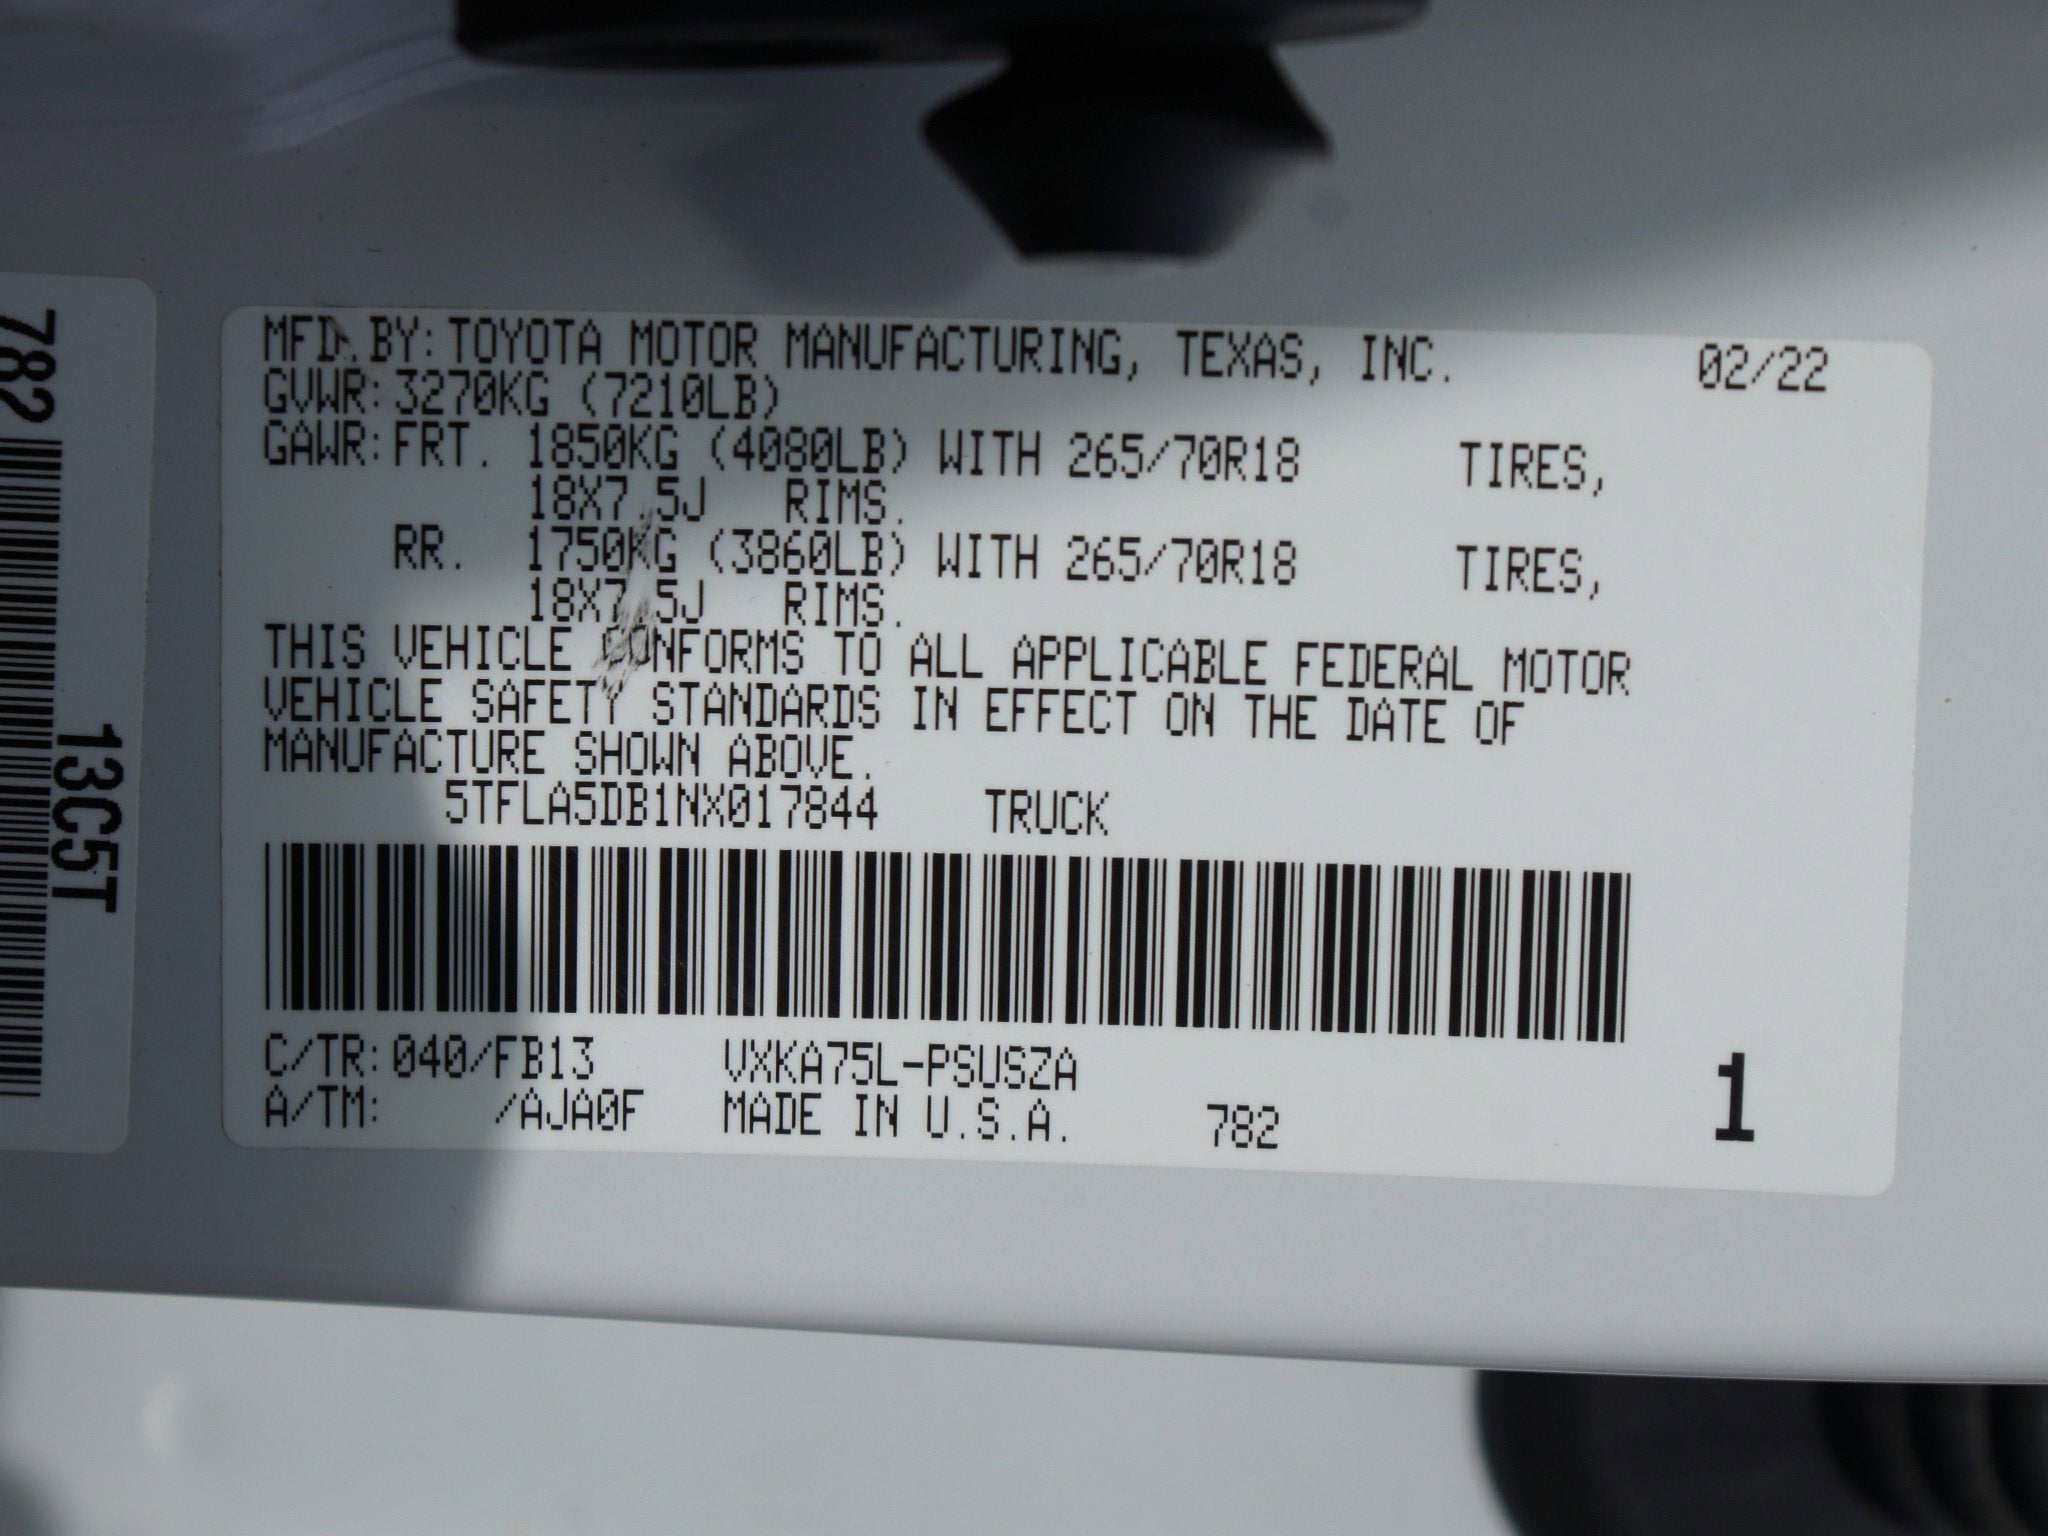 MFD.BY:TOYOTA MOTOR MANUFACTURING, TEXAS, INC. 02/22
GVWR:3270KG (7210LB)
GAWR:FRT. 1850KG (4080LB) WITH 265/70R18 TIRES,
18X7.5J RIMS.
RR. 1750KG (3860LB) WITH 265/70R18 TIRES,
18X7.5J RIMS.
THIS VEHICLE CONFORMS TO ALL APPLICABLE FEDERAL MOTOR
VEHICLE SAFETY STANDARDS IN EFFECT ON THE DATE OF
MANUFACTURE SHOWN ABOVE.
5TFLA5DB1NX017844 TRUCK
C/TR:040/FB13 VXKA75L-PSUSZA
A/TM: /AJA0F MADE IN U.S.A. 782
1
782
13C5T